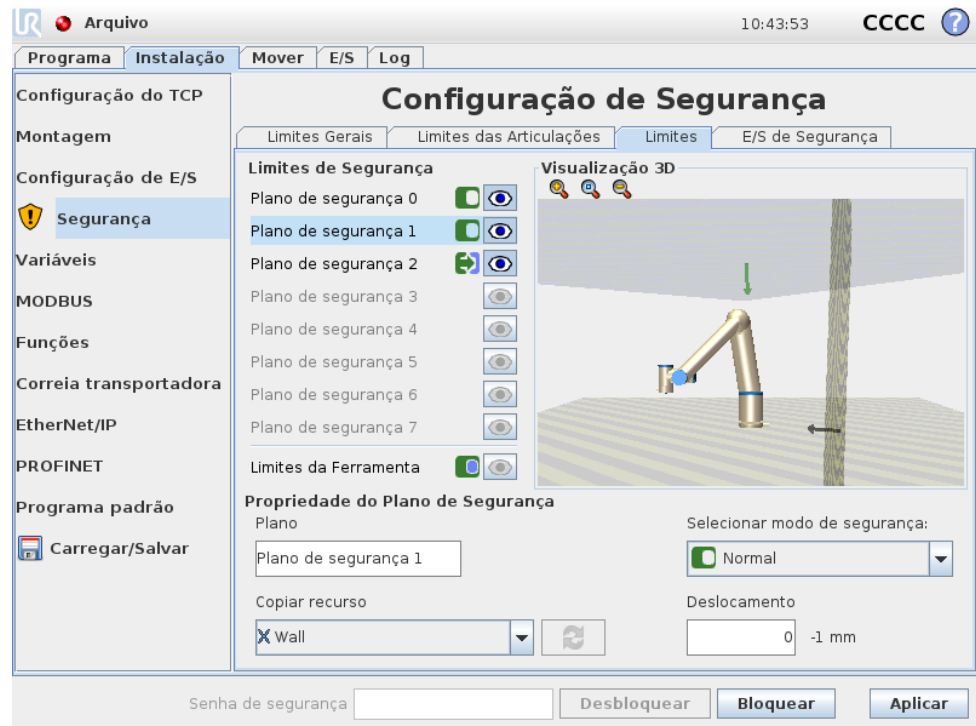 UR Arquivo 10:43:53 CCCC ?
Programa Instalação Mover E/S Log
Configuração do TCP
Montagem
Configuração de E/S
Segurança
Variáveis
MODBUS
Funções
Correia transportadora
EtherNet/IP
PROFINET
Programa padrão
Carregar/Salvar
Configuração de Segurança
Limites Gerais Limites das Articulações Limites E/S de Segurança
Limites de Segurança
Plano de segurança 0
Plano de segurança 1
Plano de segurança 2
Plano de segurança 3
Plano de segurança 4
Plano de segurança 5
Plano de segurança 6
Plano de segurança 7
Limites da Ferramenta
Visualização 3D
Propriedade do Plano de Segurança
Plano
Plano de segurança 1
Selecionar modo de segurança:
Normal
Copiar recurso
Wall
Deslocamento
0 -1 mm
Senha de segurança Desbloquear Bloquear Aplicar